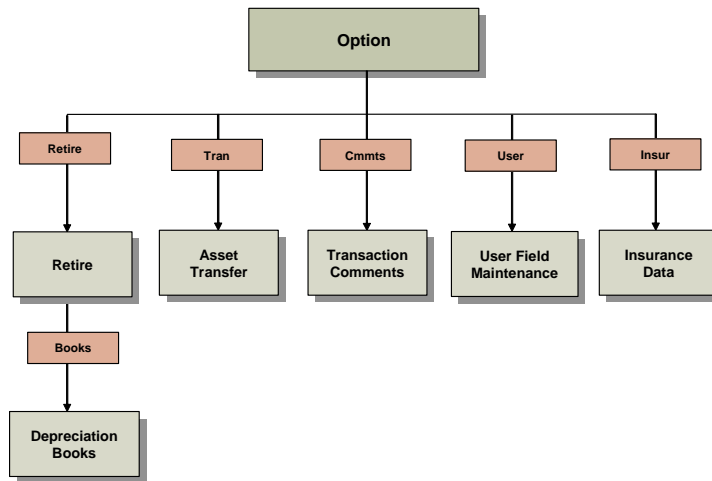 Option
Retire
Tran
Cmmts
User
Insur
Retire
Asset
Transfer
Transaction
Comments
User Field
Maintenance
Insurance
Data
Books
Depreciation
Books